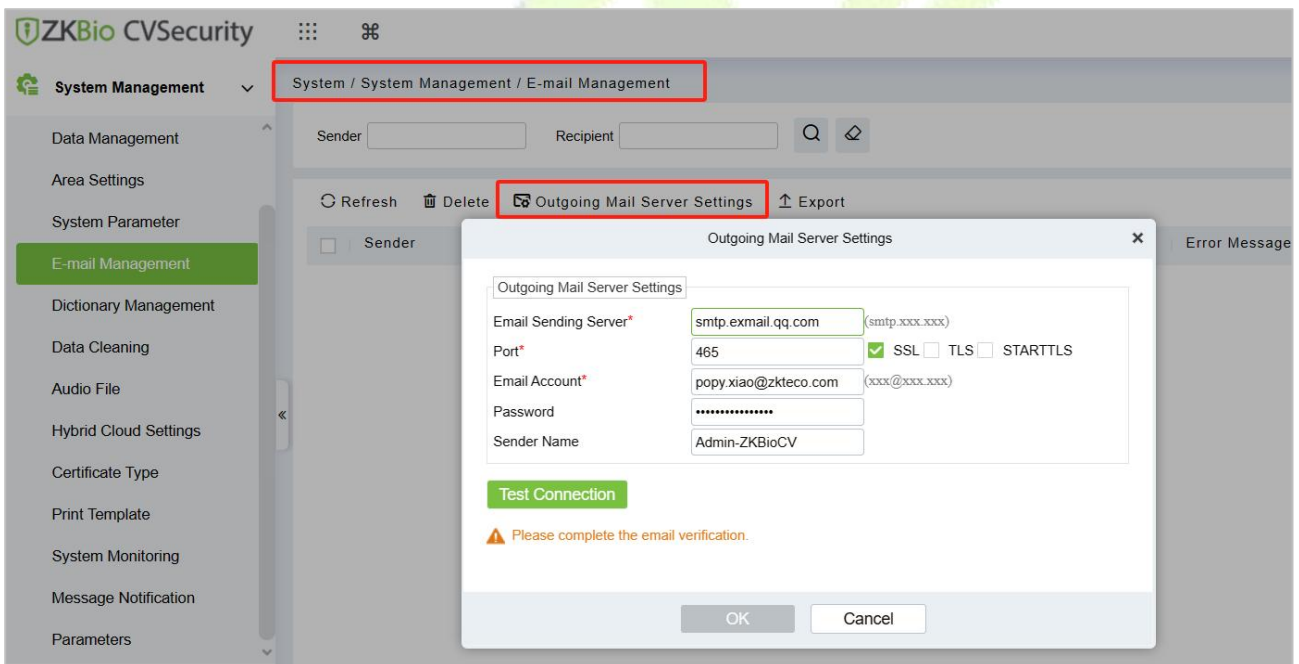 ZKBio CVSecurity
System Management
System / System Management / E-mail Management
Data Management
Area Settings
System Parameter
E-mail Management
Dictionary Management
Data Cleaning
Audio File
Hybrid Cloud Settings
Certificate Type
Print Template
System Monitoring
Message Notification
Parameters
Sender
Recipient
Refresh Delete Outgoing Mail Server Settings Export
Sender
Error Message
Outgoing Mail Server Settings
Outgoing Mail Server Settings
Email Sending Server* smtp.exmail.qq.com (smtp.xxx.xxx)
Port* 465 SSL TLS STARTTLS
Email Account* popy.xiao@zkteco.com (xxx@xxx.xxx)
Password ••••••••••••••••
Sender Name Admin-ZKBioCV
Test Connection
Please complete the email verification.
OK Cancel